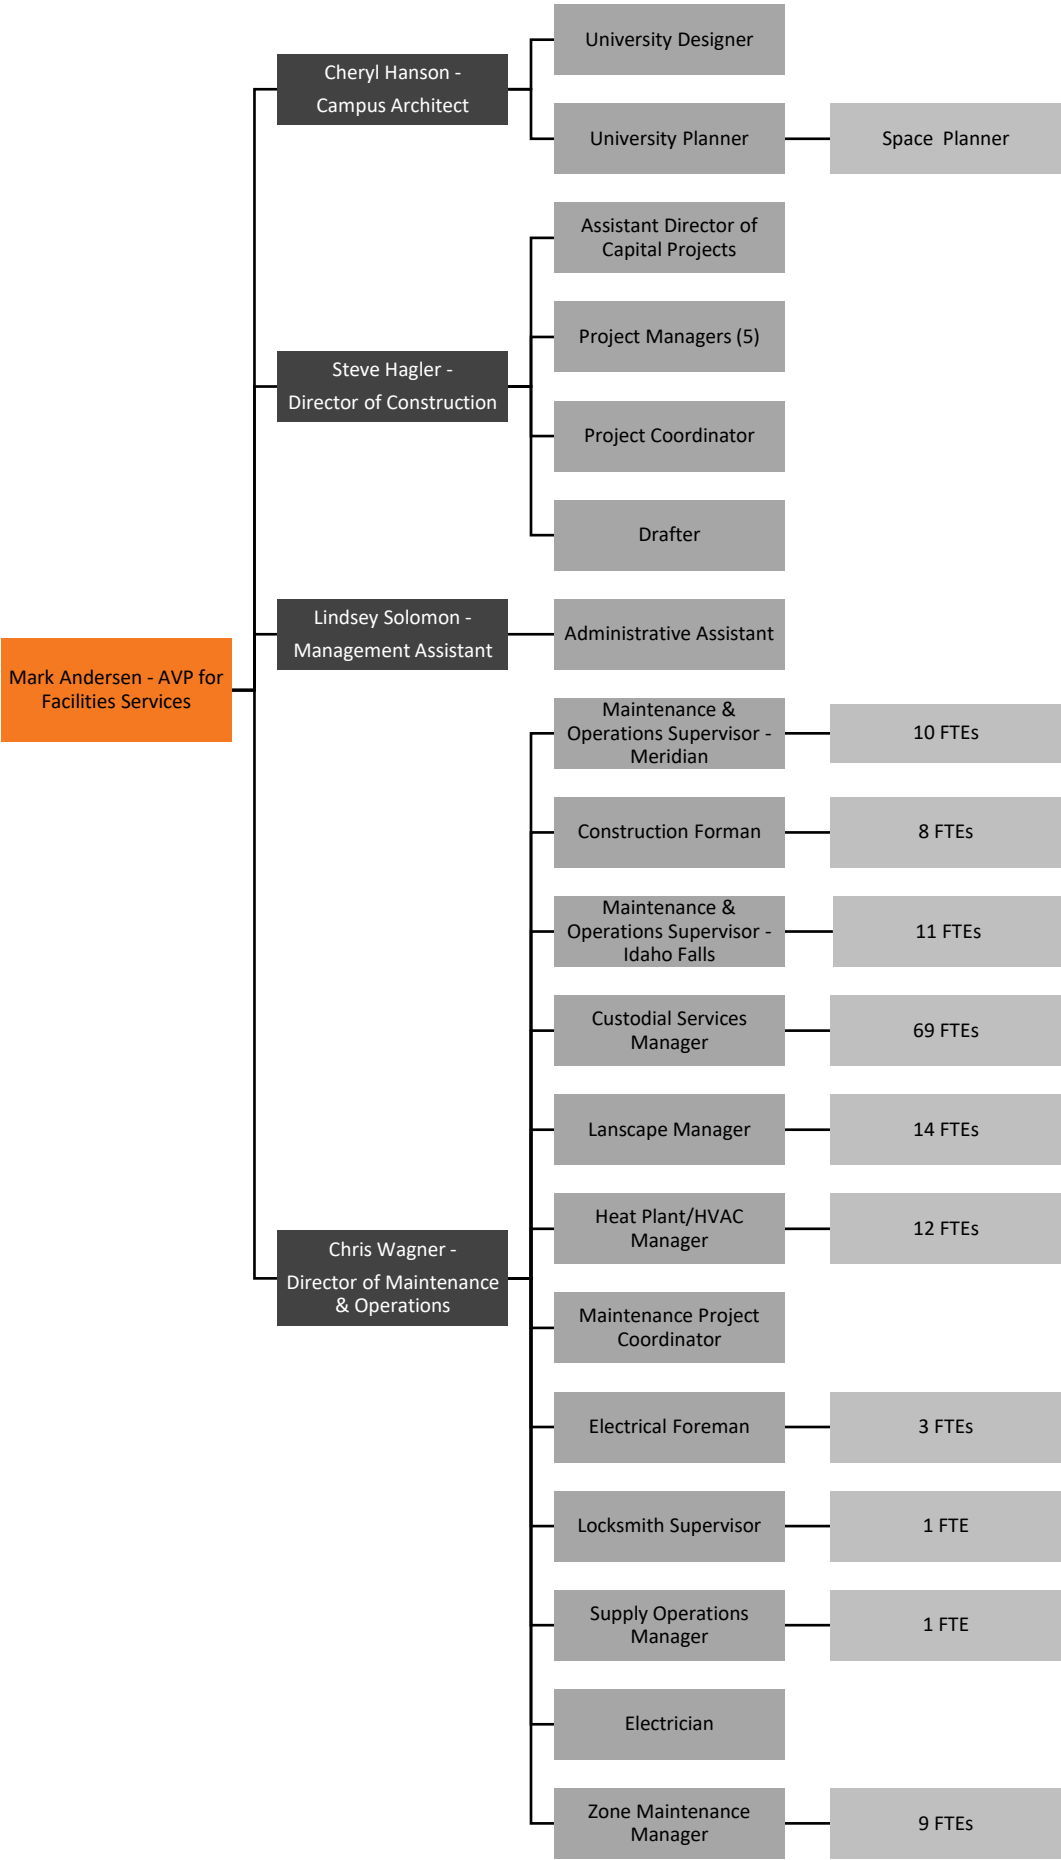 Mark Andersen - AVP for
Facilities Services
Cheryl Hanson -
Campus Architect
University Designer
University Planner
Space  Planner
Steve Hagler -
Director of Construction
Assistant Director of
Capital Projects
Project Managers (5)
Project Coordinator
Drafter
Lindsey Solomon -
Management Assistant
Administrative Assistant
Chris Wagner -
Director of Maintenance
& Operations
Maintenance &
Operations Supervisor -
Meridian
10 FTEs
Construction Forman
8 FTEs
Maintenance &
Operations Supervisor -
Idaho Falls
11 FTEs
Custodial Services
Manager
69 FTEs
Lanscape Manager
14 FTEs
Heat Plant/HVAC
Manager
12 FTEs
Maintenance Project
Coordinator
Electrical Foreman
3 FTEs
Locksmith Supervisor
1 FTE
Supply Operations
Manager
1 FTE
Electrician
Zone Maintenance
Manager
9 FTEs